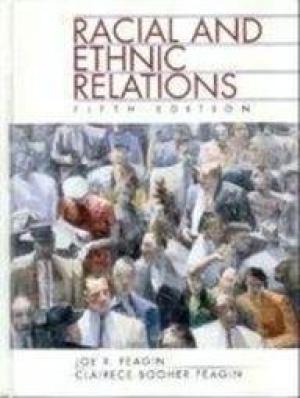 RACIAL AND
ETHNIC
RELATIONS
FIFTH EDITION
JOE R. FEAGIN
CLAIRECE BOOHER FEAGIN